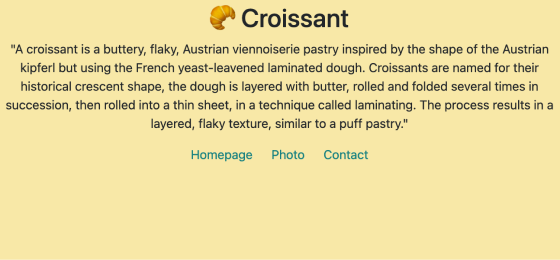 🥐 Croissant
"A croissant is a buttery, flaky, Austrian viennoiserie pastry inspired by the shape of the Austrian
kipferl but using the French yeast-leavened laminated dough. Croissants are named for their
historical crescent shape, the dough is layered with butter, rolled and folded several times in
succession, then rolled into a thin sheet, in a technique called laminating. The process results in a
layered, flaky texture, similar to a puff pastry."
Homepage Photo Contact